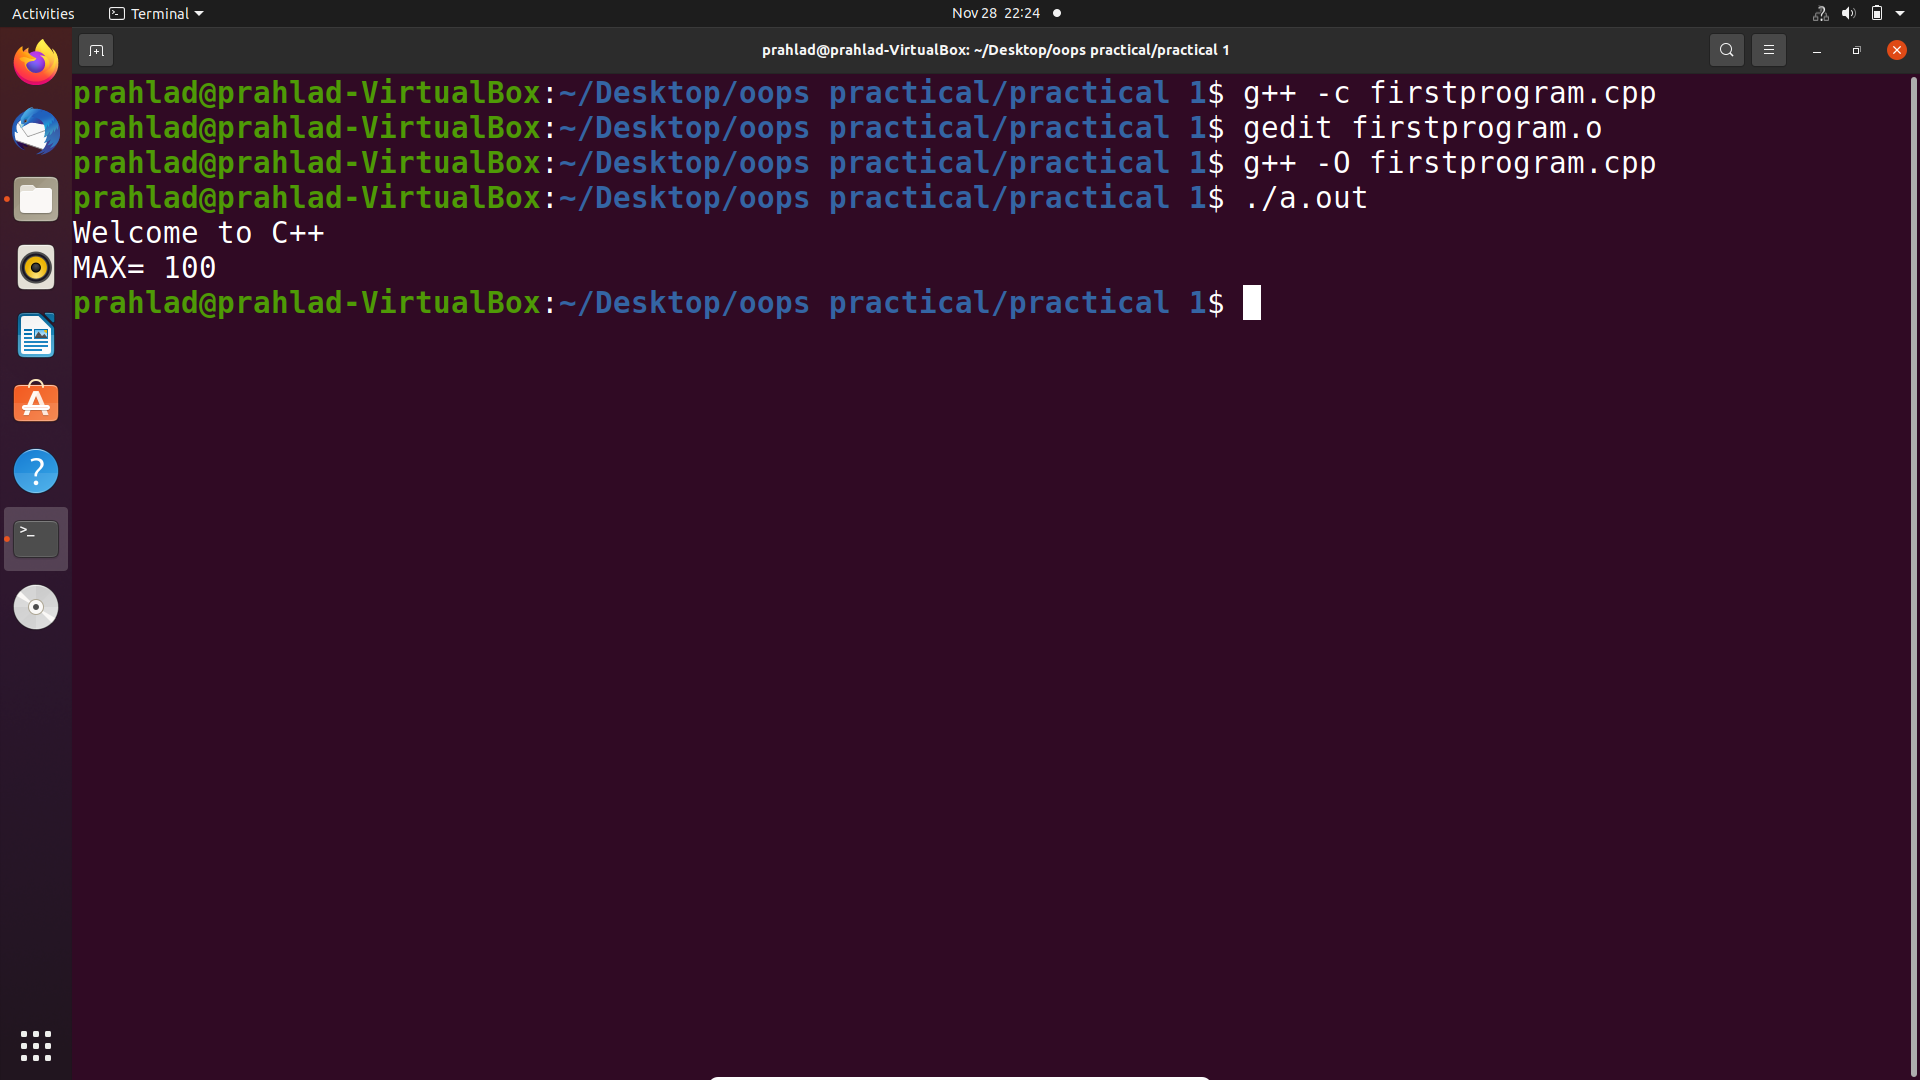 Activities Terminal Nov 28 22:24
prahlad@prahlad-VirtualBox: ~/Desktop/oops practical/practical 1
prahlad@prahlad-VirtualBox:~/Desktop/oops practical/practical 1$ g++ -c firstprogram.cpp
prahlad@prahlad-VirtualBox:~/Desktop/oops practical/practical 1$ gedit firstprogram.o
prahlad@prahlad-VirtualBox:~/Desktop/oops practical/practical 1$ g++ -O firstprogram.cpp
prahlad@prahlad-VirtualBox:~/Desktop/oops practical/practical 1$ ./a.out
Welcome to C++
MAX= 100
prahlad@prahlad-VirtualBox:~/Desktop/oops practical/practical 1$